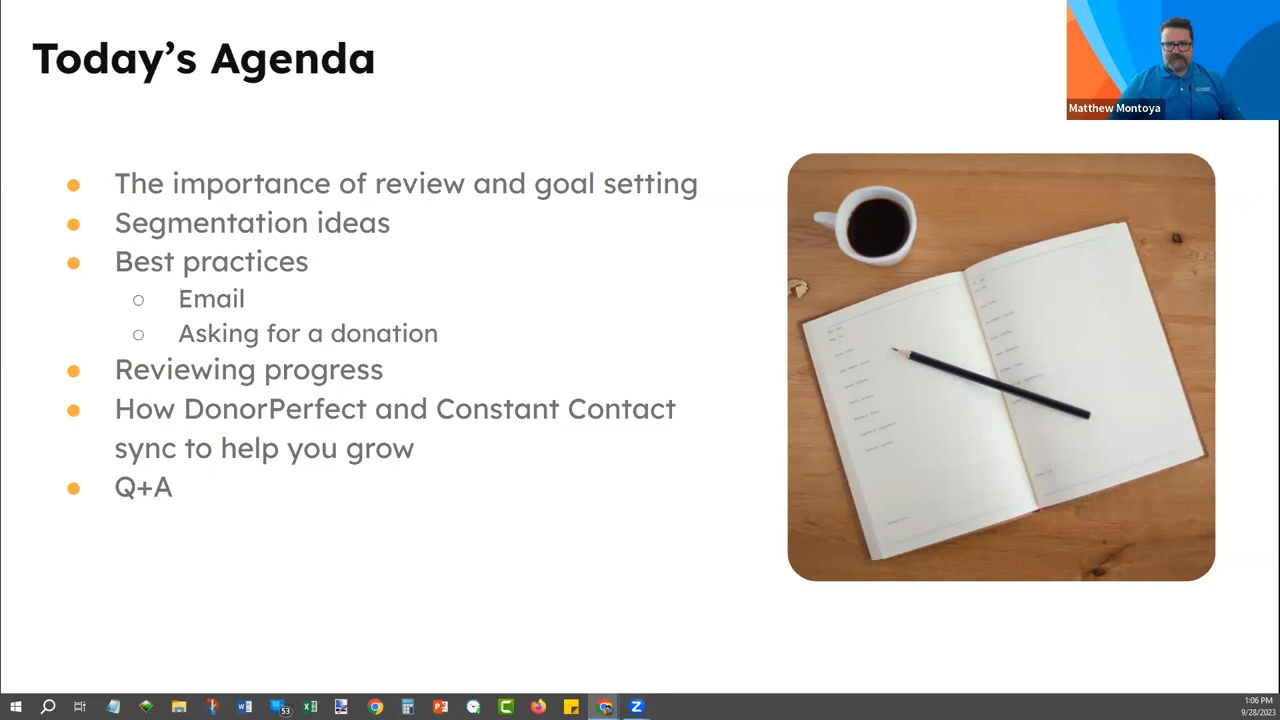 Today's Agenda
Matthew Montoya
The importance of review and goal setting
Segmentation ideas
Best practices
Email
Asking for a donation
Reviewing progress
How DonorPerfect and Constant Contact
sync to help you grow
Q+A
53
1:06 PM
9/28/2023